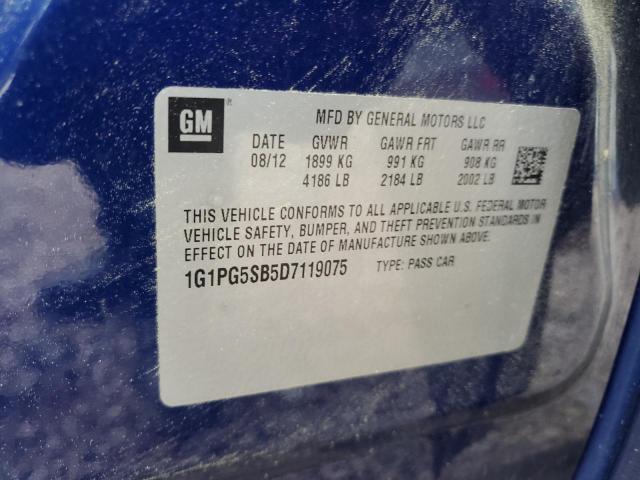 GM
MFD BY GENERAL MOTORS LLC
DATE GVWR GAWR FRT GAWR RR
08/12 1899 KG 991 KG 908 KG
4186 LB 2184 LB 2002 LB
THIS VEHICLE CONFORMS TO ALL APPLICABLE U.S. FEDERAL MOTOR
VEHICLE SAFETY, BUMPER, AND THEFT PREVENTION STANDARDS IN
EFFECT ON THE DATE OF MANUFACTURE SHOWN ABOVE.
1G1PG5SB5D7119075 TYPE: PASS CAR